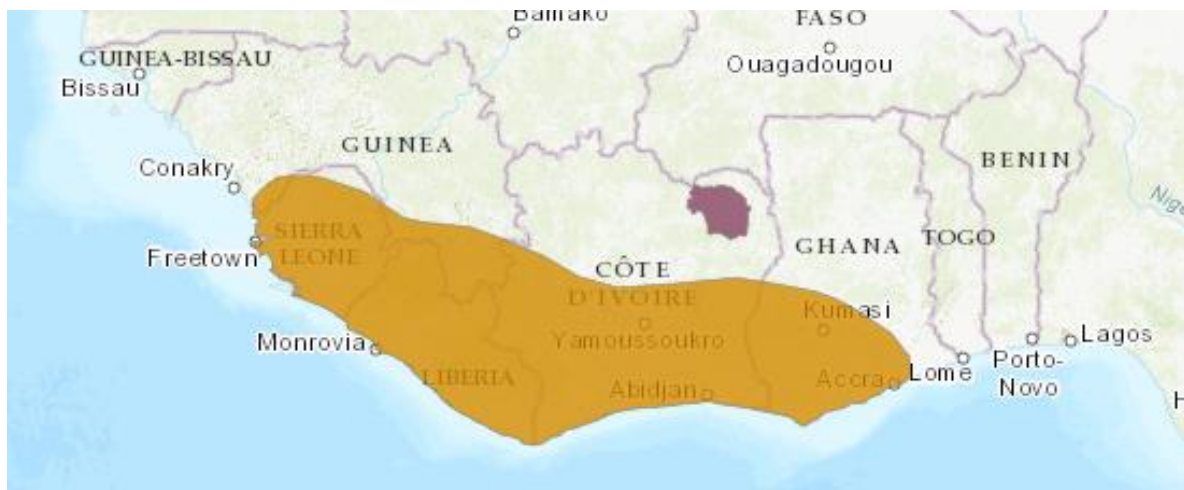 Bamako
FASO
GUINEA-BISSAU
Ouagadougou
Bissau
GUINEA
BENIN
Conakry
Nige
SIERRA
LEONE
GHANA
TOGO
Freetown
CÔTE
D'IVOIRE
Kumasi
Yamoussoukro
Lagos
Monrovia
Porto-
Novo
LIBERIA
Accra
Lome
Abidjan
H